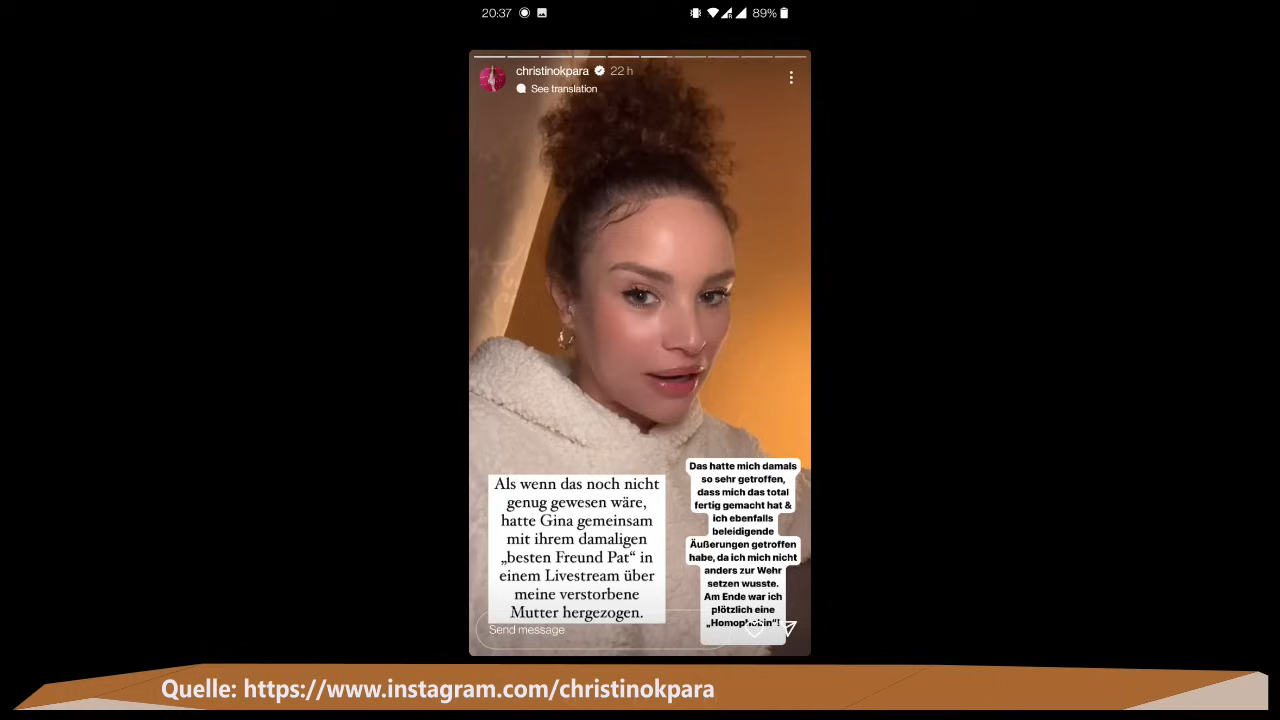 20:37
89%
christinokpara 22 h
See translation
Als wenn das noch nicht
genug gewesen wäre,
hatte Gina gemeinsam
mit ihrem damaligen
„besten Freund Pat“ in
einem Livestream über
meine verstorbene
Mutter hergezogen.
Das hatte mich damals
so sehr getroffen,
dass mich das total
fertig gemacht hat &
ich ebenfalls
beleidigende
Äußerungen getroffen
habe, da ich mich nicht
anders zur Wehr
setzen wusste.
Am Ende war ich
plötzlich eine
„Homophobin“!
Send message
Quelle: https://www.instagram.com/christinokpara